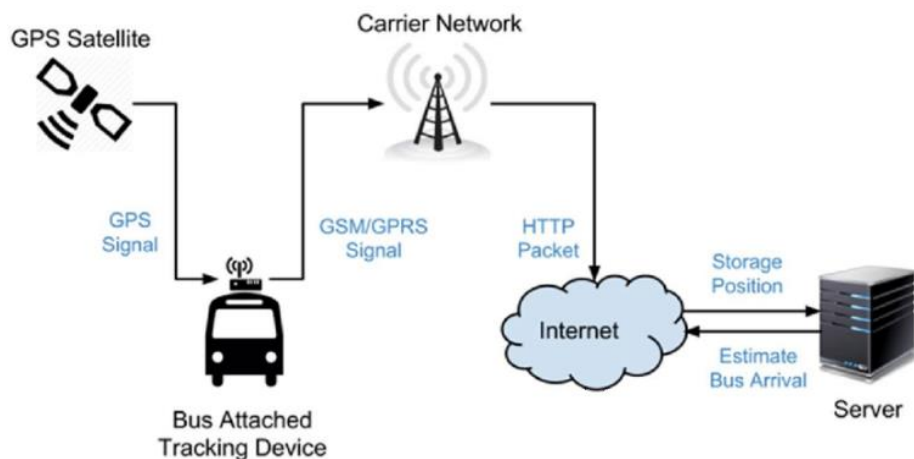 GPS Satellite
Carrier Network
GPS
Signal
GSM/GPRS
Signal
HTTP
Packet
Storage
Position
Internet
Estimate
Bus Arrival
Server
Bus Attached
Tracking Device